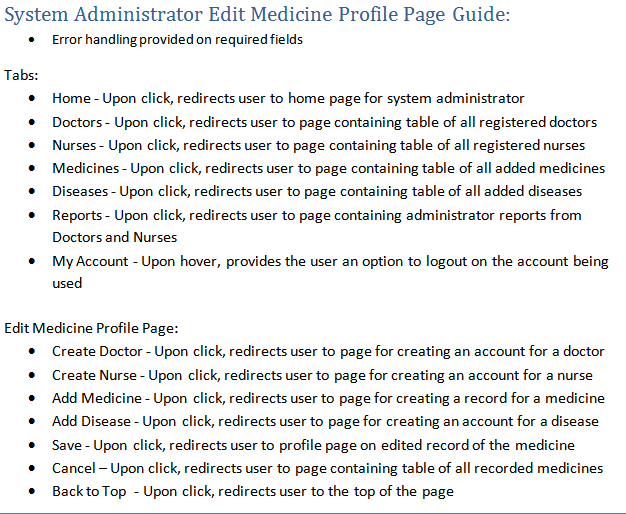 System Administrator Edit Medicine Profile Page Guide:
• Error handling provided on required fields
Tabs:
• Home - Upon click, redirects user to home page for system administrator
• Doctors - Upon click, redirects user to page containing table of all registered doctors
• Nurses - Upon click, redirects user to page containing table of all registered nurses
• Medicines - Upon click, redirects user to page containing table of all added medicines
• Diseases - Upon click, redirects user to page containing table of all added diseases
• Reports - Upon click, redirects user to page containing administrator reports from
Doctors and Nurses
• My Account - Upon hover, provides the user an option to logout on the account being
used
Edit Medicine Profile Page:
• Create Doctor - Upon click, redirects user to page for creating an account for a doctor
• Create Nurse - Upon click, redirects user to page for creating an account for a nurse
• Add Medicine - Upon click, redirects user to page for creating a record for a medicine
• Add Disease - Upon click, redirects user to page for creating an account for a disease
• Save - Upon click, redirects user to profile page on edited record of the medicine
• Cancel – Upon click, redirects user to page containing table of all recorded medicines
• Back to Top - Upon click, redirects user to the top of the page